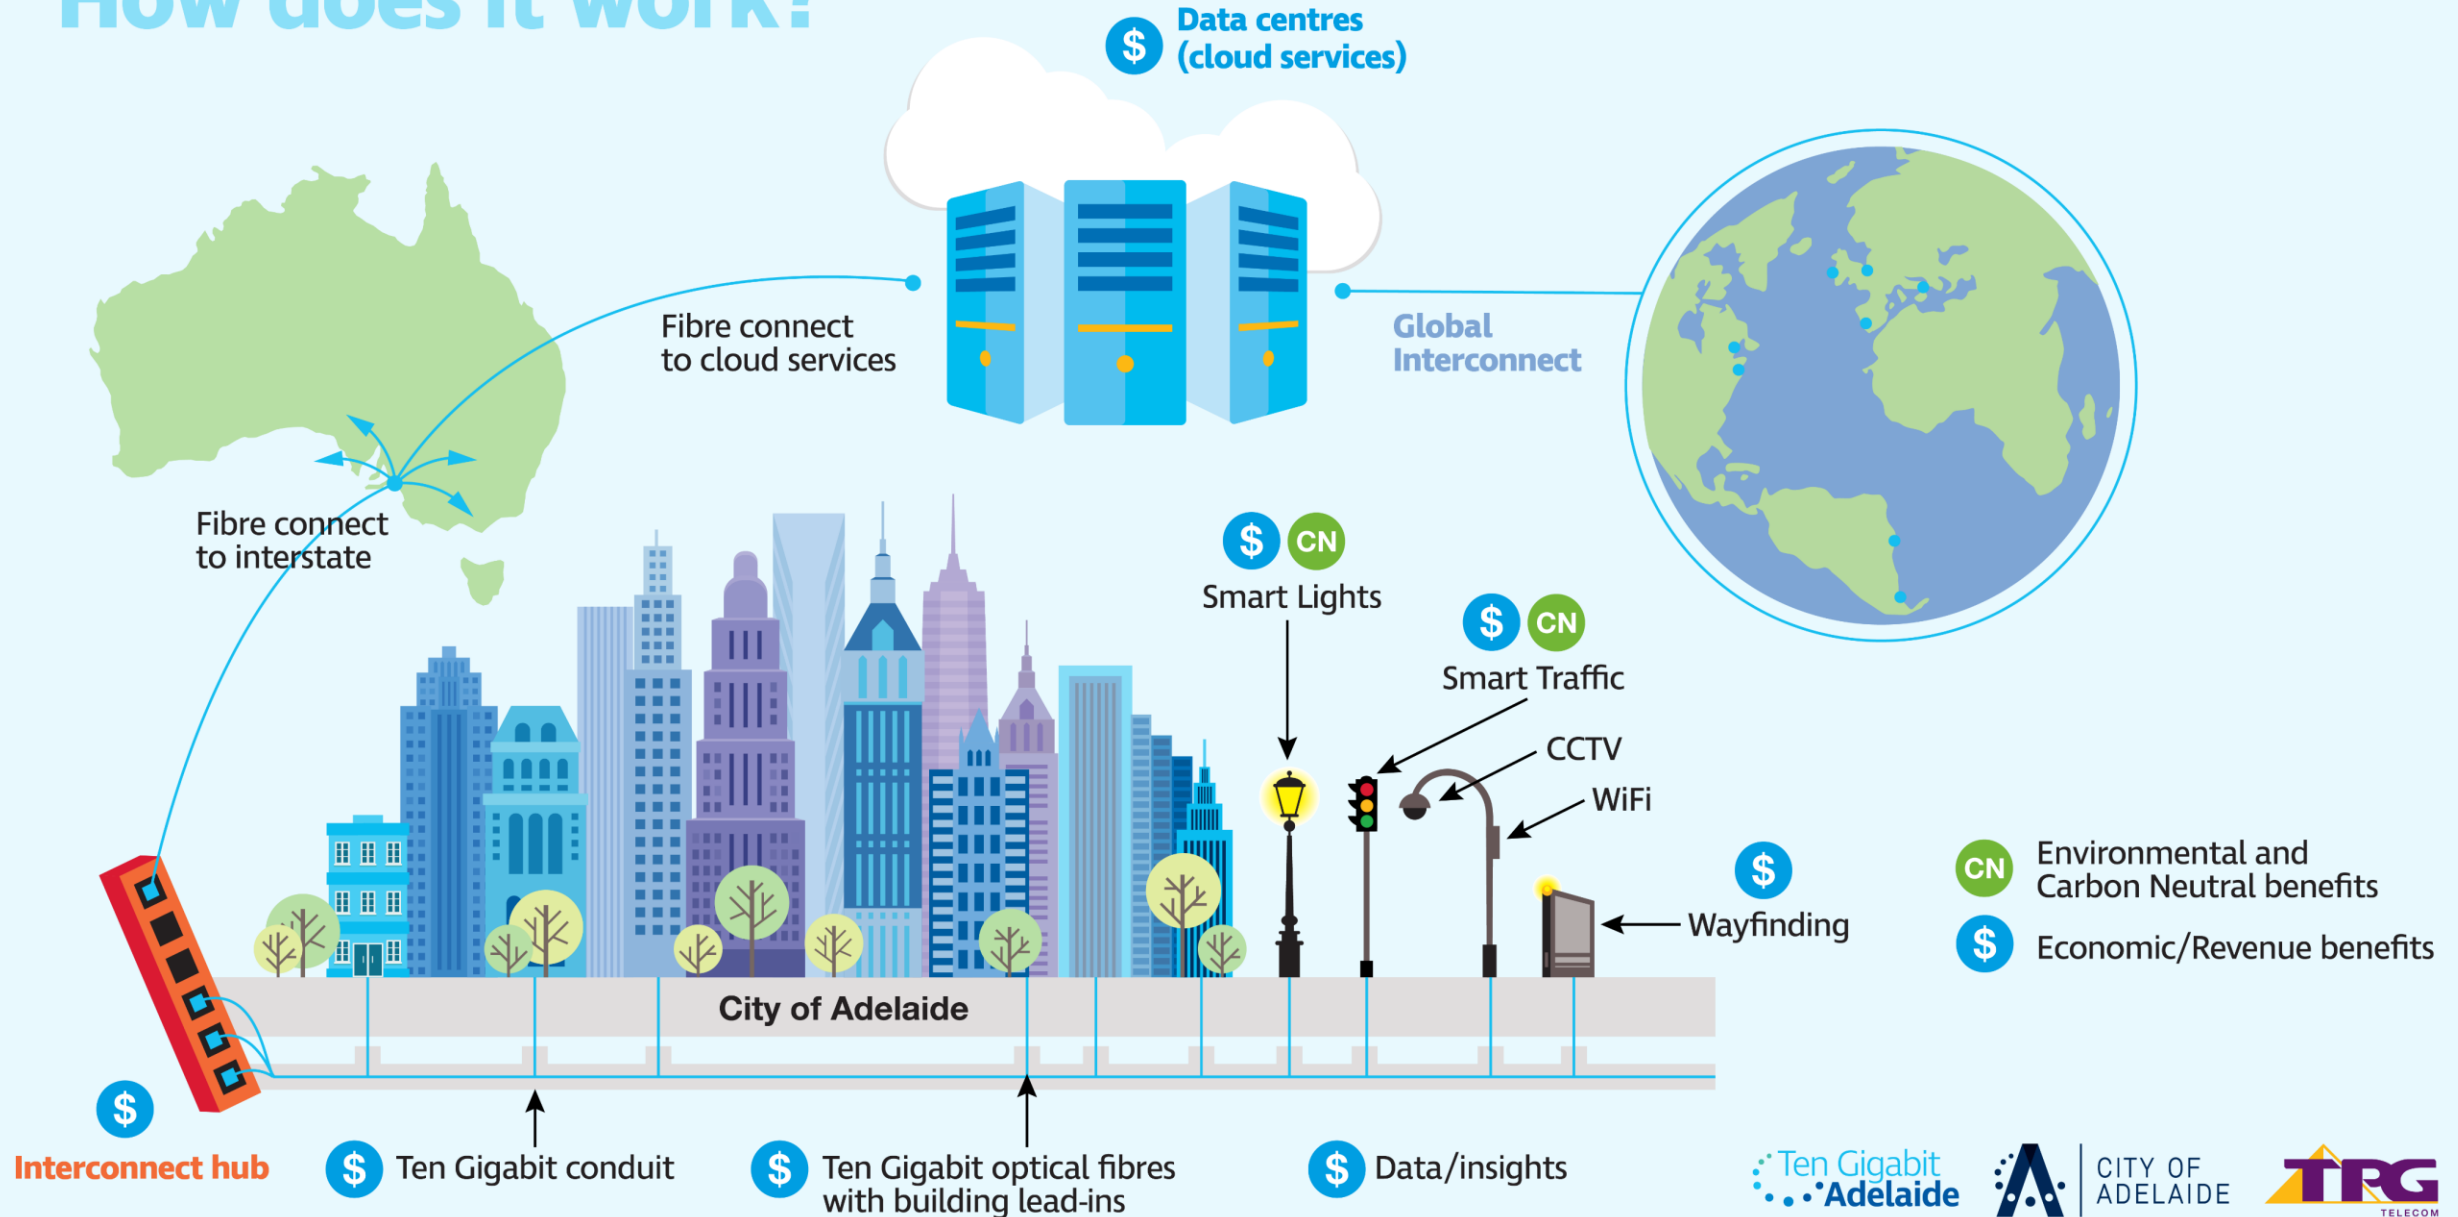 How does it work?
$
Data centres
(cloud services)
Fibre connect
to cloud services
Global
Interconnect
Fibre connect
to interstate
$ CN
Smart Lights
$ CN
Smart Traffic
CCTV
WiFi
$
Wayfinding
CN
Environmental and
Carbon Neutral benefits
$
Economic/Revenue benefits
City of Adelaide
$
Interconnect hub
$
Ten Gigabit conduit
$
Ten Gigabit optical fibres
with building lead-ins
$
Data/insights
Ten Gigabit
Adelaide
CITY OF
ADELAIDE
TPG
TELECOM